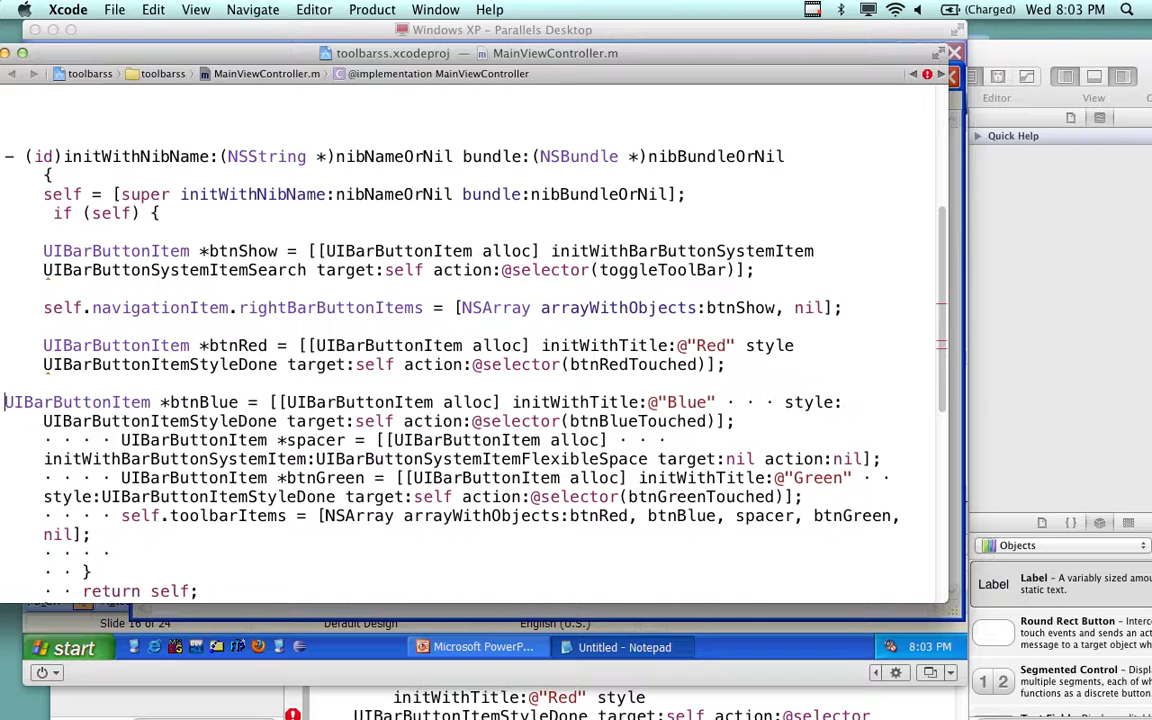 Xcode File Edit View Navigate Editor Product Window Help (Charged) Wed 8:03 PM
Windows XP - Parallels Desktop
toolbarss.xcodeproj — MainViewController.m
toolbarss toolbarss MainViewController.m @implementation MainViewController
Editor View
Quick Help
- (id)initWithNibName:(NSString *)nibNameOrNil bundle:(NSBundle *)nibBundleOrNil
{
self = [super initWithNibName:nibNameOrNil bundle:nibBundleOrNil];
if (self) {
UIBarButtonItem *btnShow = [[UIBarButtonItem alloc] initWithBarButtonSystemItem
UIBarButtonSystemItemSearch target:self action:@selector(toggleToolBar)];
self.navigationItem.rightBarButtonItems = [NSArray arrayWithObjects:btnShow, nil];
UIBarButtonItem *btnRed = [[UIBarButtonItem alloc] initWithTitle:@"Red" style
UIBarButtonItemStyleDone target:self action:@selector(btnRedTouched)];
UIBarButtonItem *btnBlue = [[UIBarButtonItem alloc] initWithTitle:@"Blue" · · · style:
UIBarButtonItemStyleDone target:self action:@selector(btnBlueTouched)];
· · · · UIBarButtonItem *spacer = [[UIBarButtonItem alloc] · · ·
initWithBarButtonSystemItem:UIBarButtonSystemItemFlexibleSpace target:nil action:nil];
· · · · UIBarButtonItem *btnGreen = [[UIBarButtonItem alloc] initWithTitle:@"Green" · ·
style:UIBarButtonItemStyleDone target:self action:@selector(btnGreenTouched)];
· · · · self.toolbarItems = [NSArray arrayWithObjects:btnRed, btnBlue, spacer, btnGreen,
nil];
· · · ·
· · }
· · return self;
Objects
Label
Label - A variably sized amou
static text.
Round Rect Button - Interc
touch events and sends an act
message to a target object wh
1 2
Segmented Control - Displa
multiple segments, each of wh
functions as a discrete button.
Slide 16 of 24 Default Design English (U.S.)
start Microsoft PowerP... Untitled - Notepad 8:03 PM
initWithTitle:@"Red" style
UIBarButtonItemStyleDone target:self action:@selector